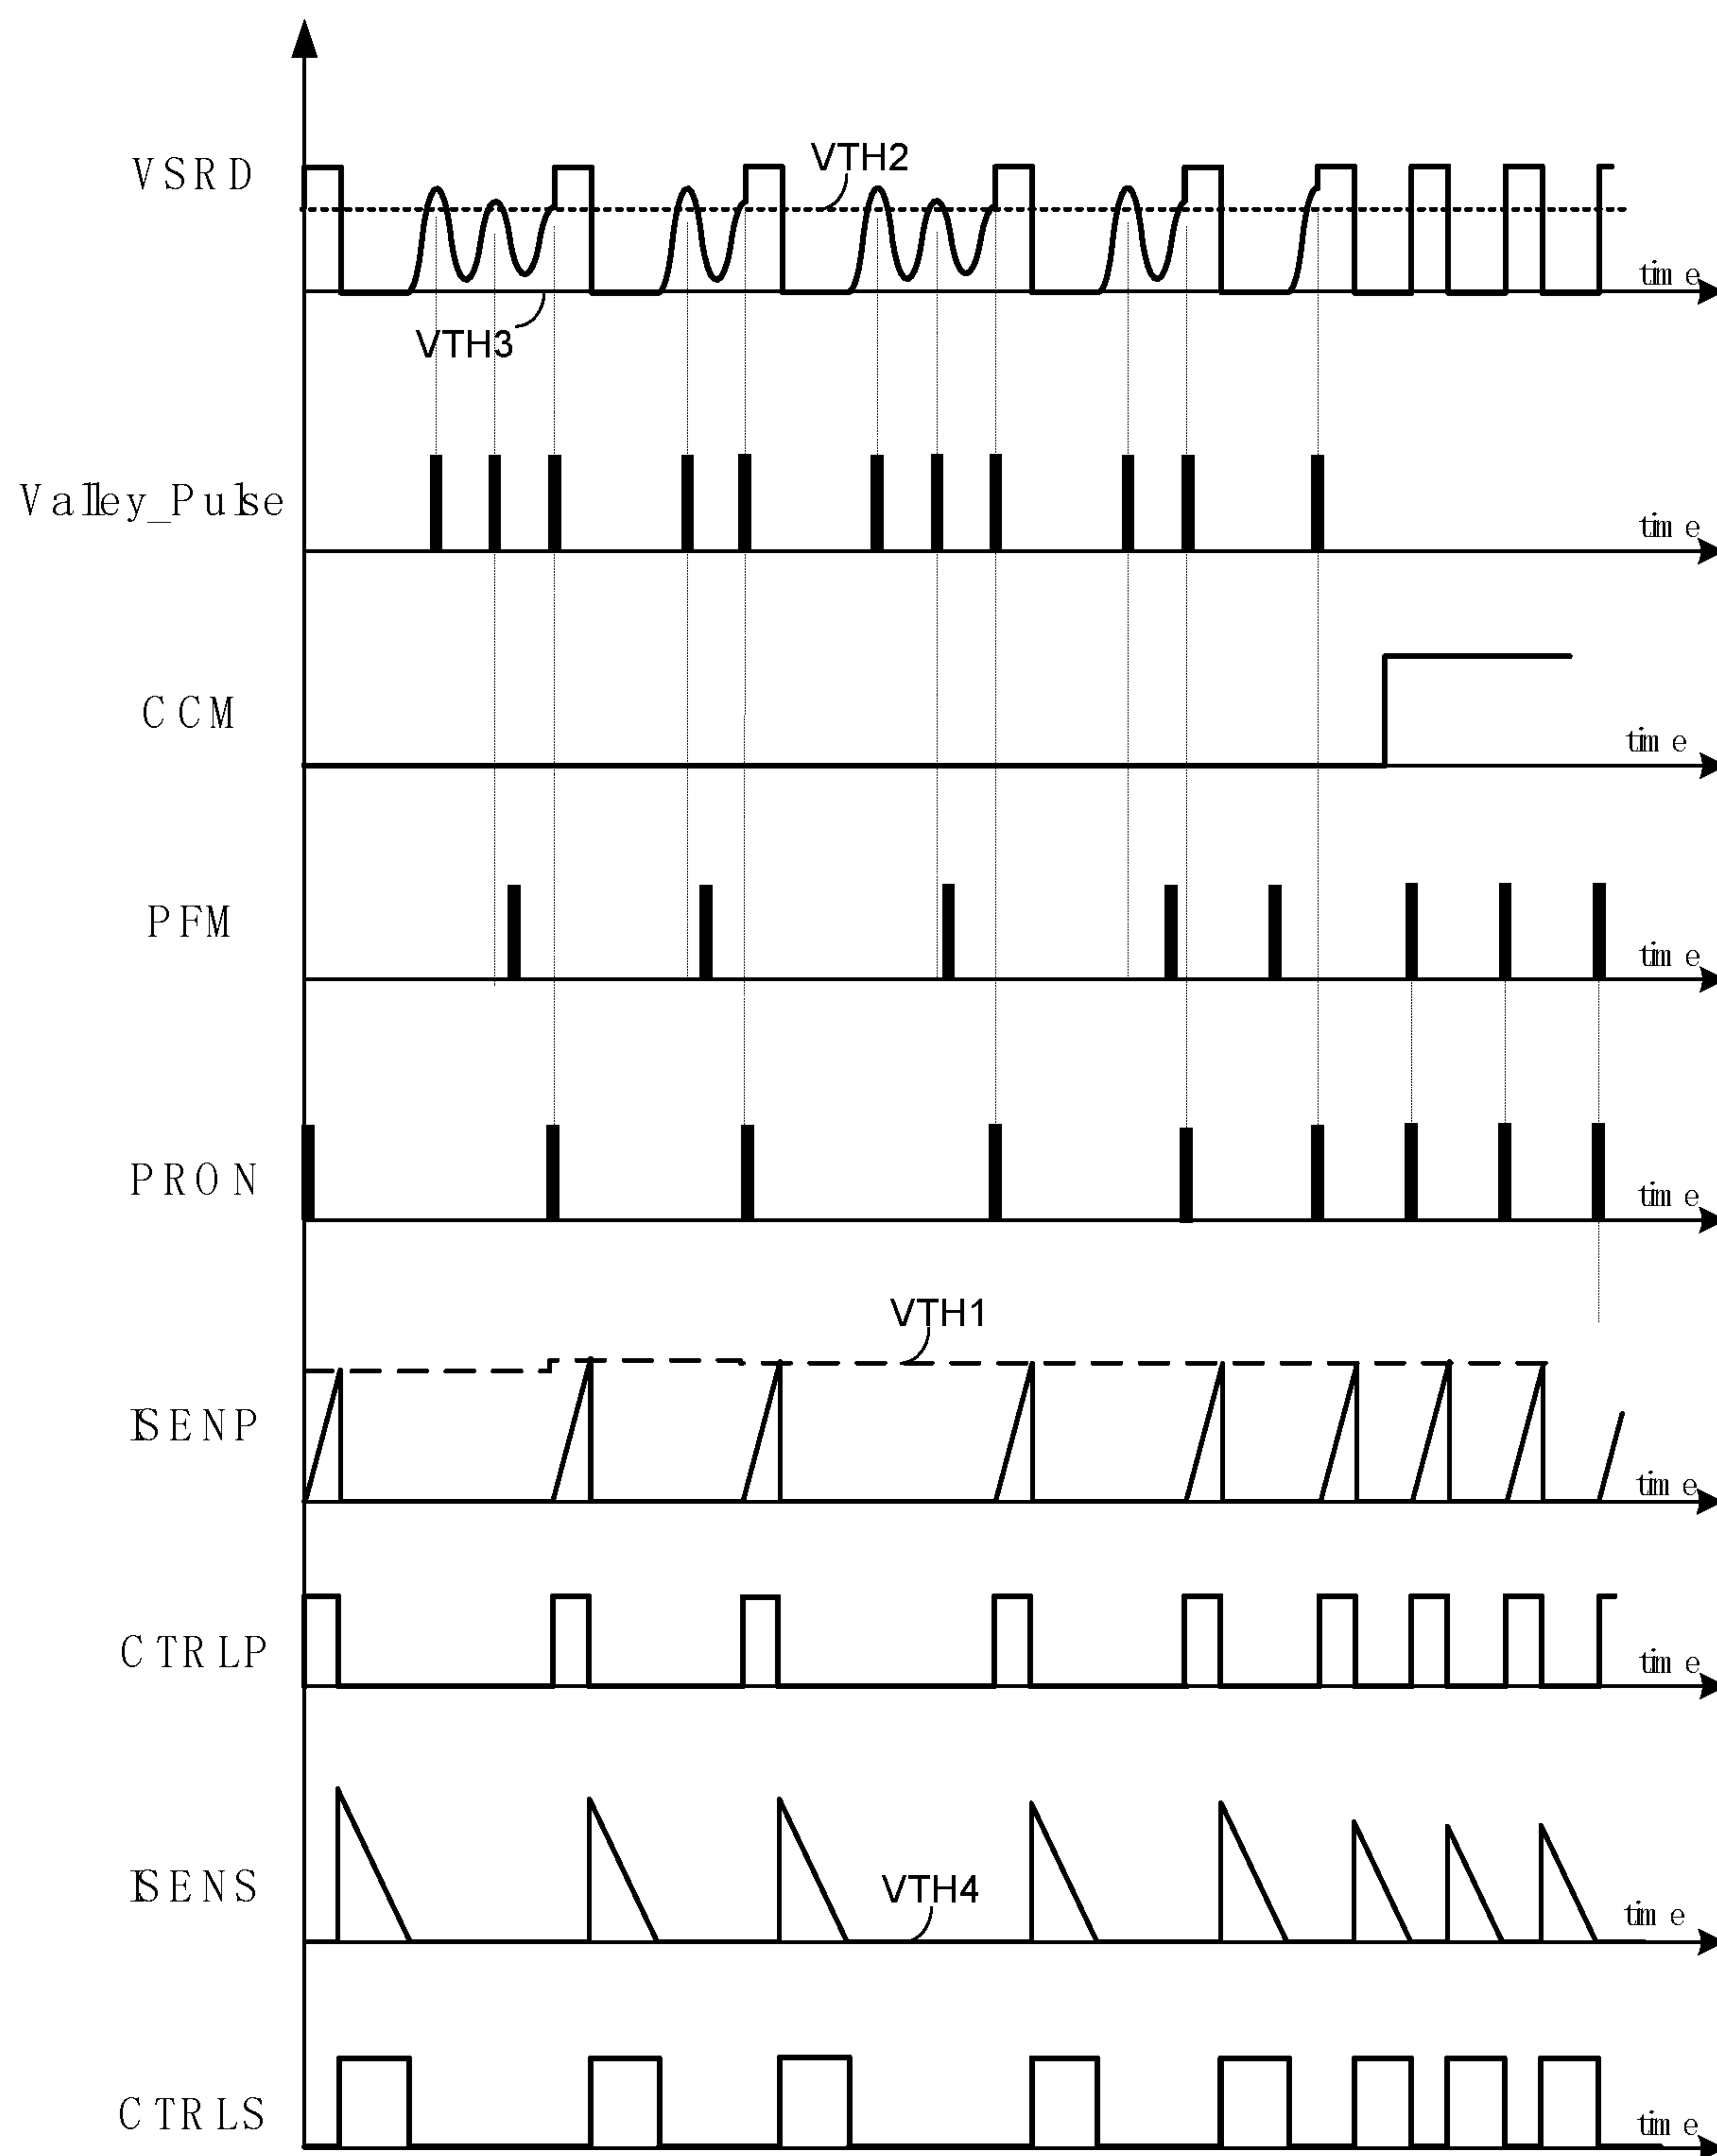 VTH2
VSRD
time
VTH3
Valley_Pulse
time
CCM
time
PFM
time
PRON
time
VTH1
ISENP
time
CTRLP
time
VTH4
ISENS
time
CTRLS
time